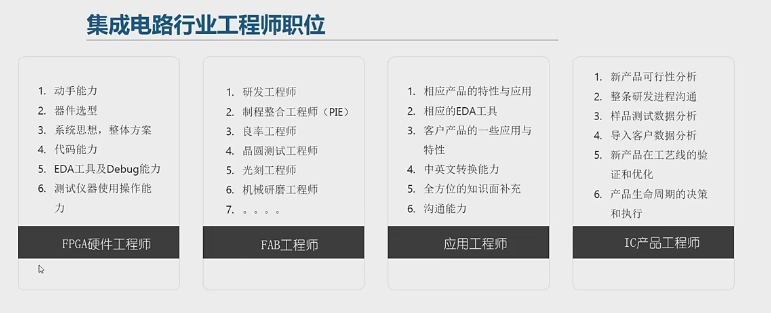 集成电路行业工程师职位
1. 动手能力
2. 器件选型
3. 系统思想，整体方案
4. 代码能力
5. EDA工具及Debug能力
6. 测试仪器使用操作能
力
FPGA硬件工程师
1. 研发工程师
2. 制程整合工程师（PIE）
3. 良率工程师
4. 晶圆测试工程师
5. 光刻工程师
6. 机械研磨工程师
7. 。。。。
FAB工程师
1. 相应产品的特性与应用
2. 相应的EDA工具
3. 客户产品的一些应用与
特性
4. 中英文转换能力
5. 全方位的知识面补充
6. 沟通能力
应用工程师
1. 新产品可行性分析
2. 整条研发进程沟通
3. 样品测试数据分析
4. 导入客户数据分析
5. 新产品在工艺线的验
证和优化
6. 产品生命周期的决策
和执行
IC产品工程师